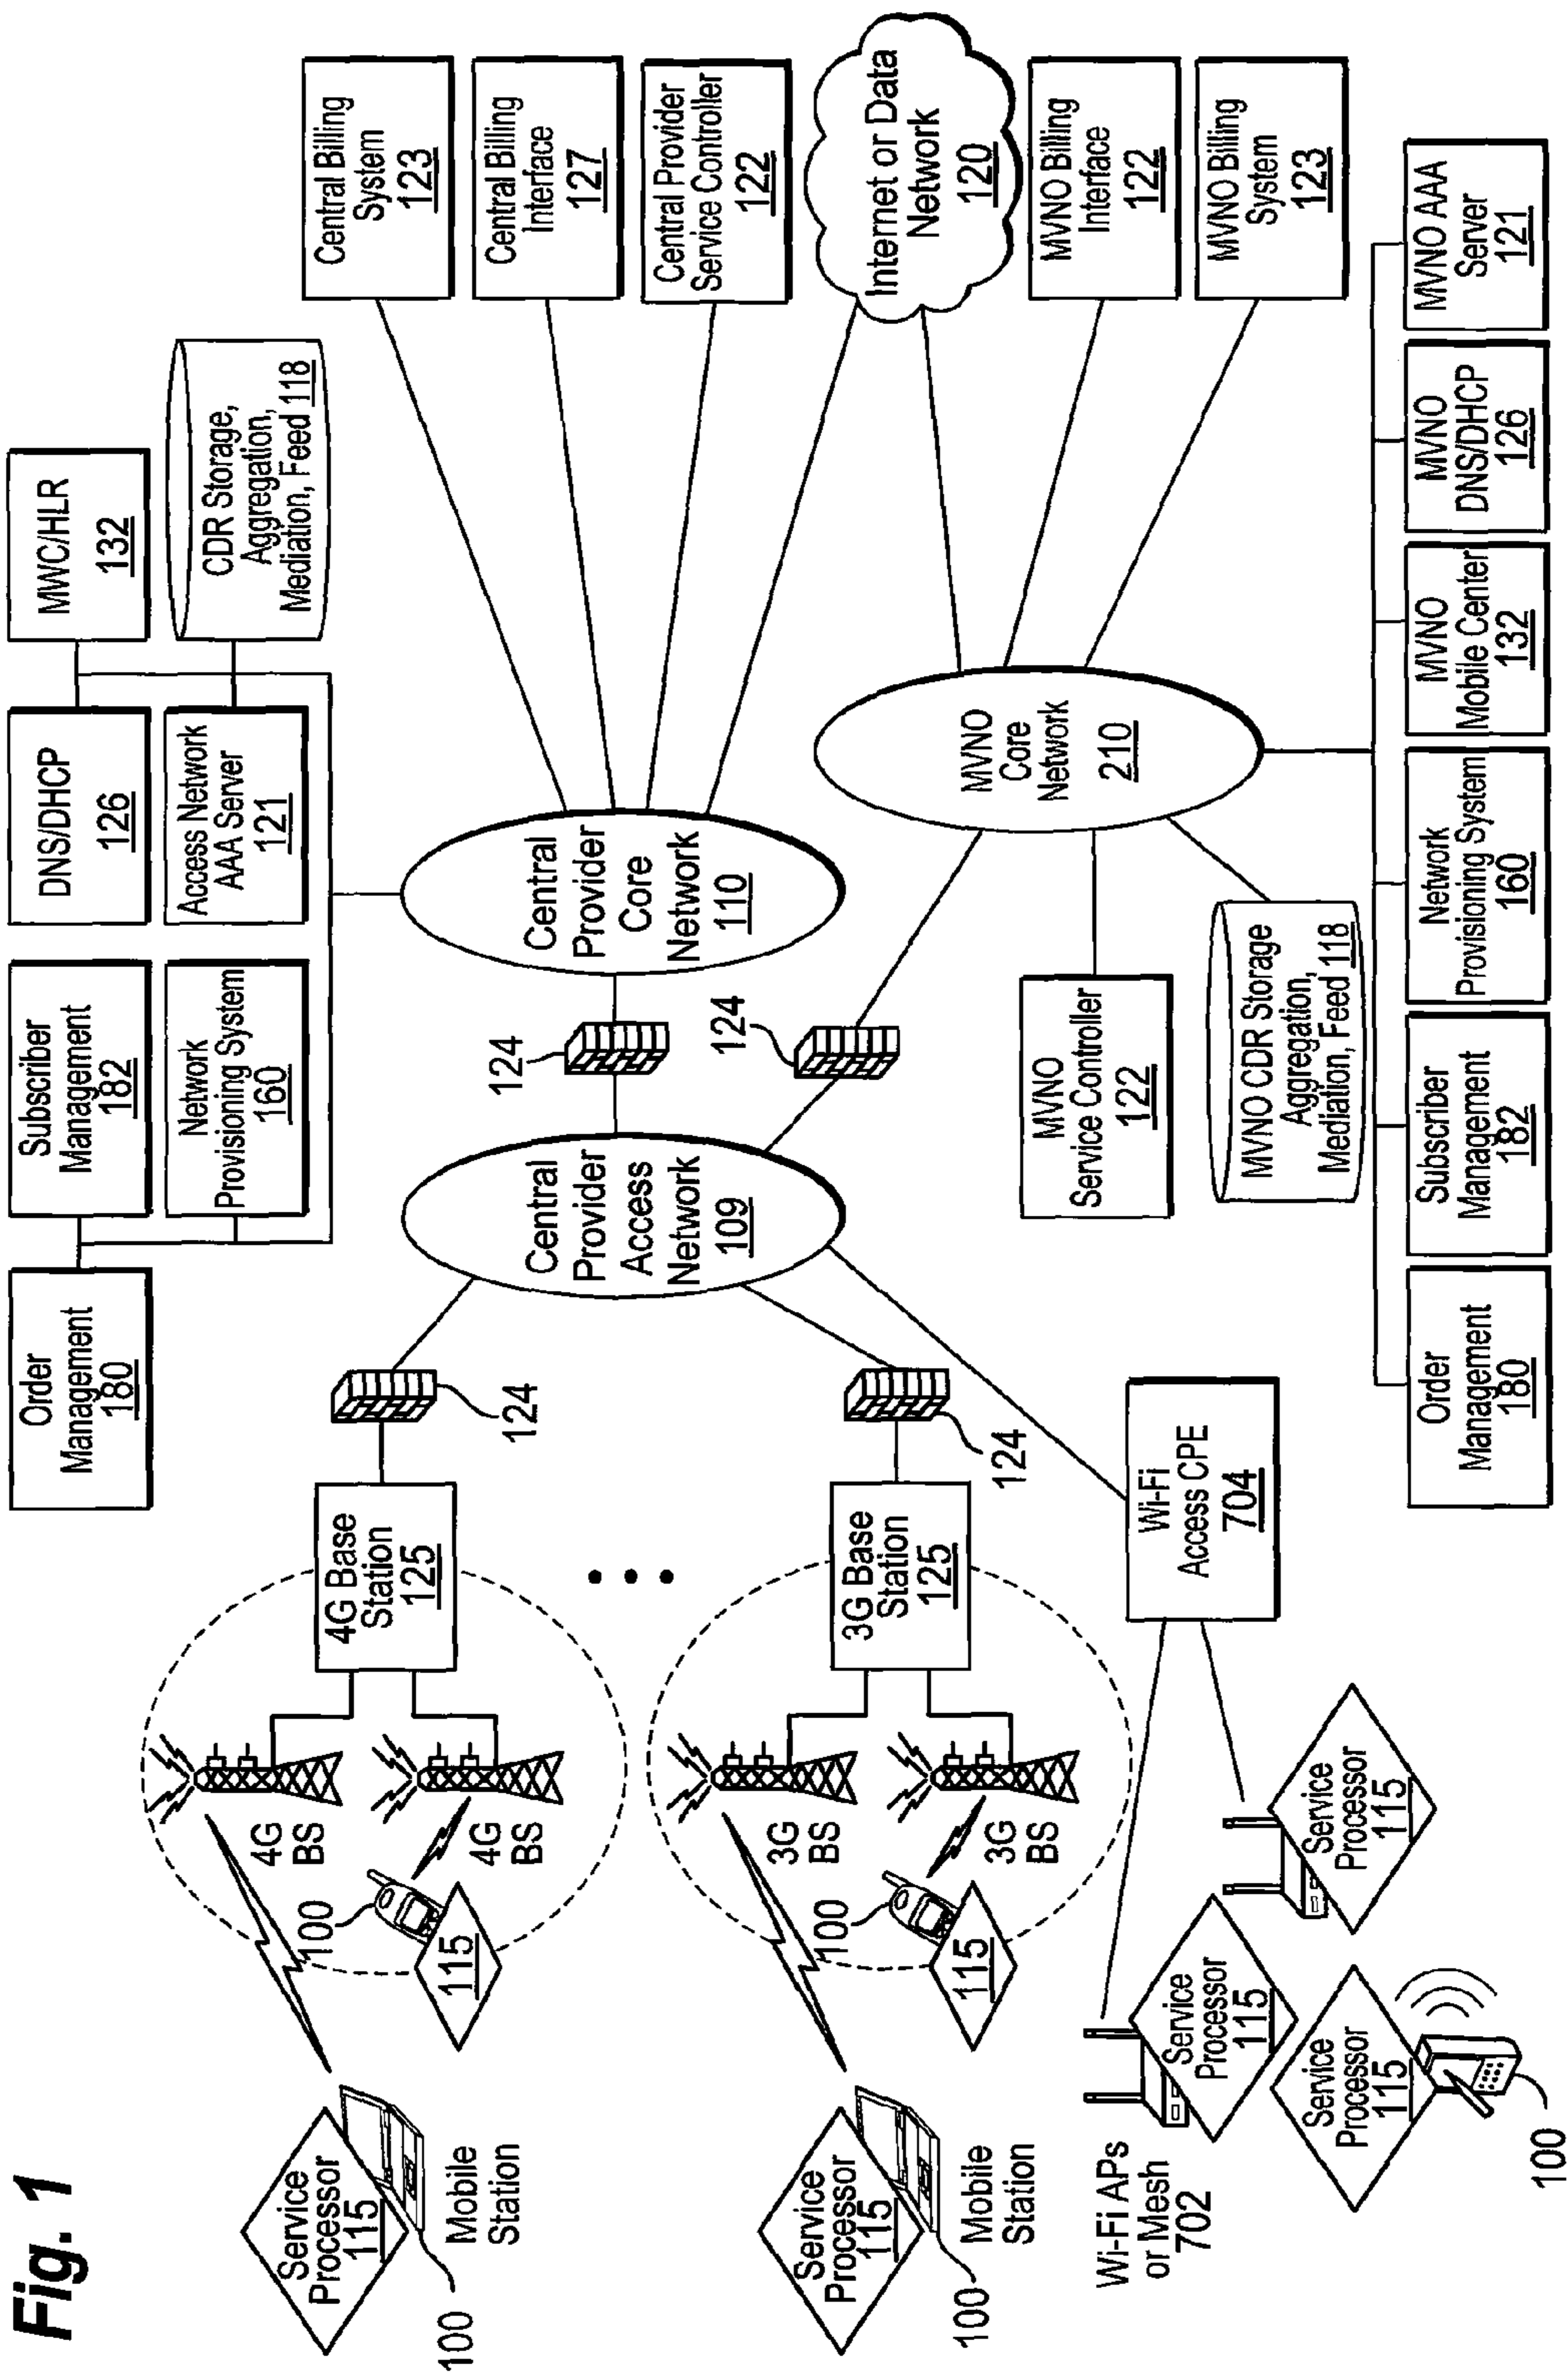 Fig. 1
Order
Management
180
Subscriber
Management
182
Network
Provisioning System
160
DNS/DHCP
126
Access Network
AAA Server
121
MWC/HLR
132
CDR Storage,
Aggregation,
Mediation, Feed 118
Central Billing
System
123
Central Billing
Interface
127
Central Provider
Service Controller
122
Internet or Data
Network
120
MVNO Billing
Interface
122
MVNO Billing
System
123
Central
Provider
Core
Network
110
MVNO
Core
Network
210
124
124
Central
Provider
Access
Network
109
MVNO
Service Controller
122
MVNO CDR Storage
Aggregation,
Mediation, Feed 118
124
124
4G Base
Station
125
3G Base
Station
125
Wi-Fi
Access CPE
704
4G
BS
4G
BS
100
115
3G
BS
3G
BS
100
115
Service
Processor
115
Mobile
Station
100
Service
Processor
115
Mobile
Station
100
Wi-Fi APs
or Mesh
702
Service
Processor
115
Service
Processor
115
Service
Processor
115
100
Order
Management
180
Subscriber
Management
182
Network
Provisioning System
160
MVNO
Mobile Center
132
MVNO
DNS/DHCP
126
MVNO AAA
Server
121